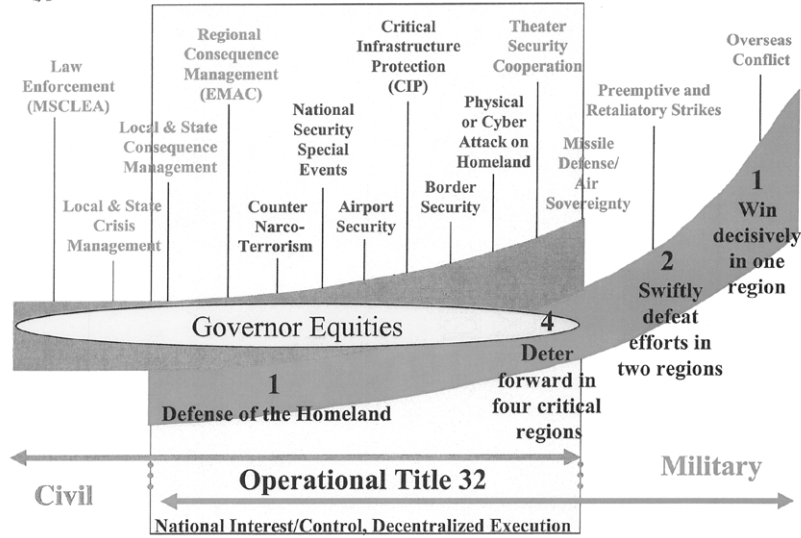 Law
Enforcement
(MSCLEA)
Local & State
Crisis
Management
Local & State
Consequence
Management
Regional
Consequence
Management
(EMAC)
Counter
Narco-
Terrorism
National
Security
Special
Events
Airport
Security
Critical
Infrastructure
Protection
(CIP)
Border
Security
Physical
or Cyber
Attack on
Homeland
Theater
Security
Cooperation
Missile
Defense/
Air
Sovereignty
Preemptive and
Retaliatory Strikes
Overseas
Conflict
Governor Equities
1
Defense of the Homeland
4
Deter
forward in
four critical
regions
2
Swiftly
defeat
efforts in
two regions
1
Win
decisively
in one
region
Civil
Operational Title 32
Military
National Interest/Control, Decentralized Execution